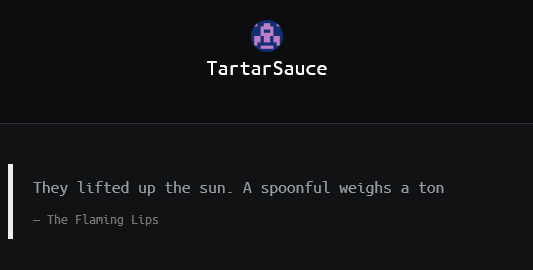 TartarSauce
They lifted up the sun. A spoonful weighs a ton
— The Flaming Lips